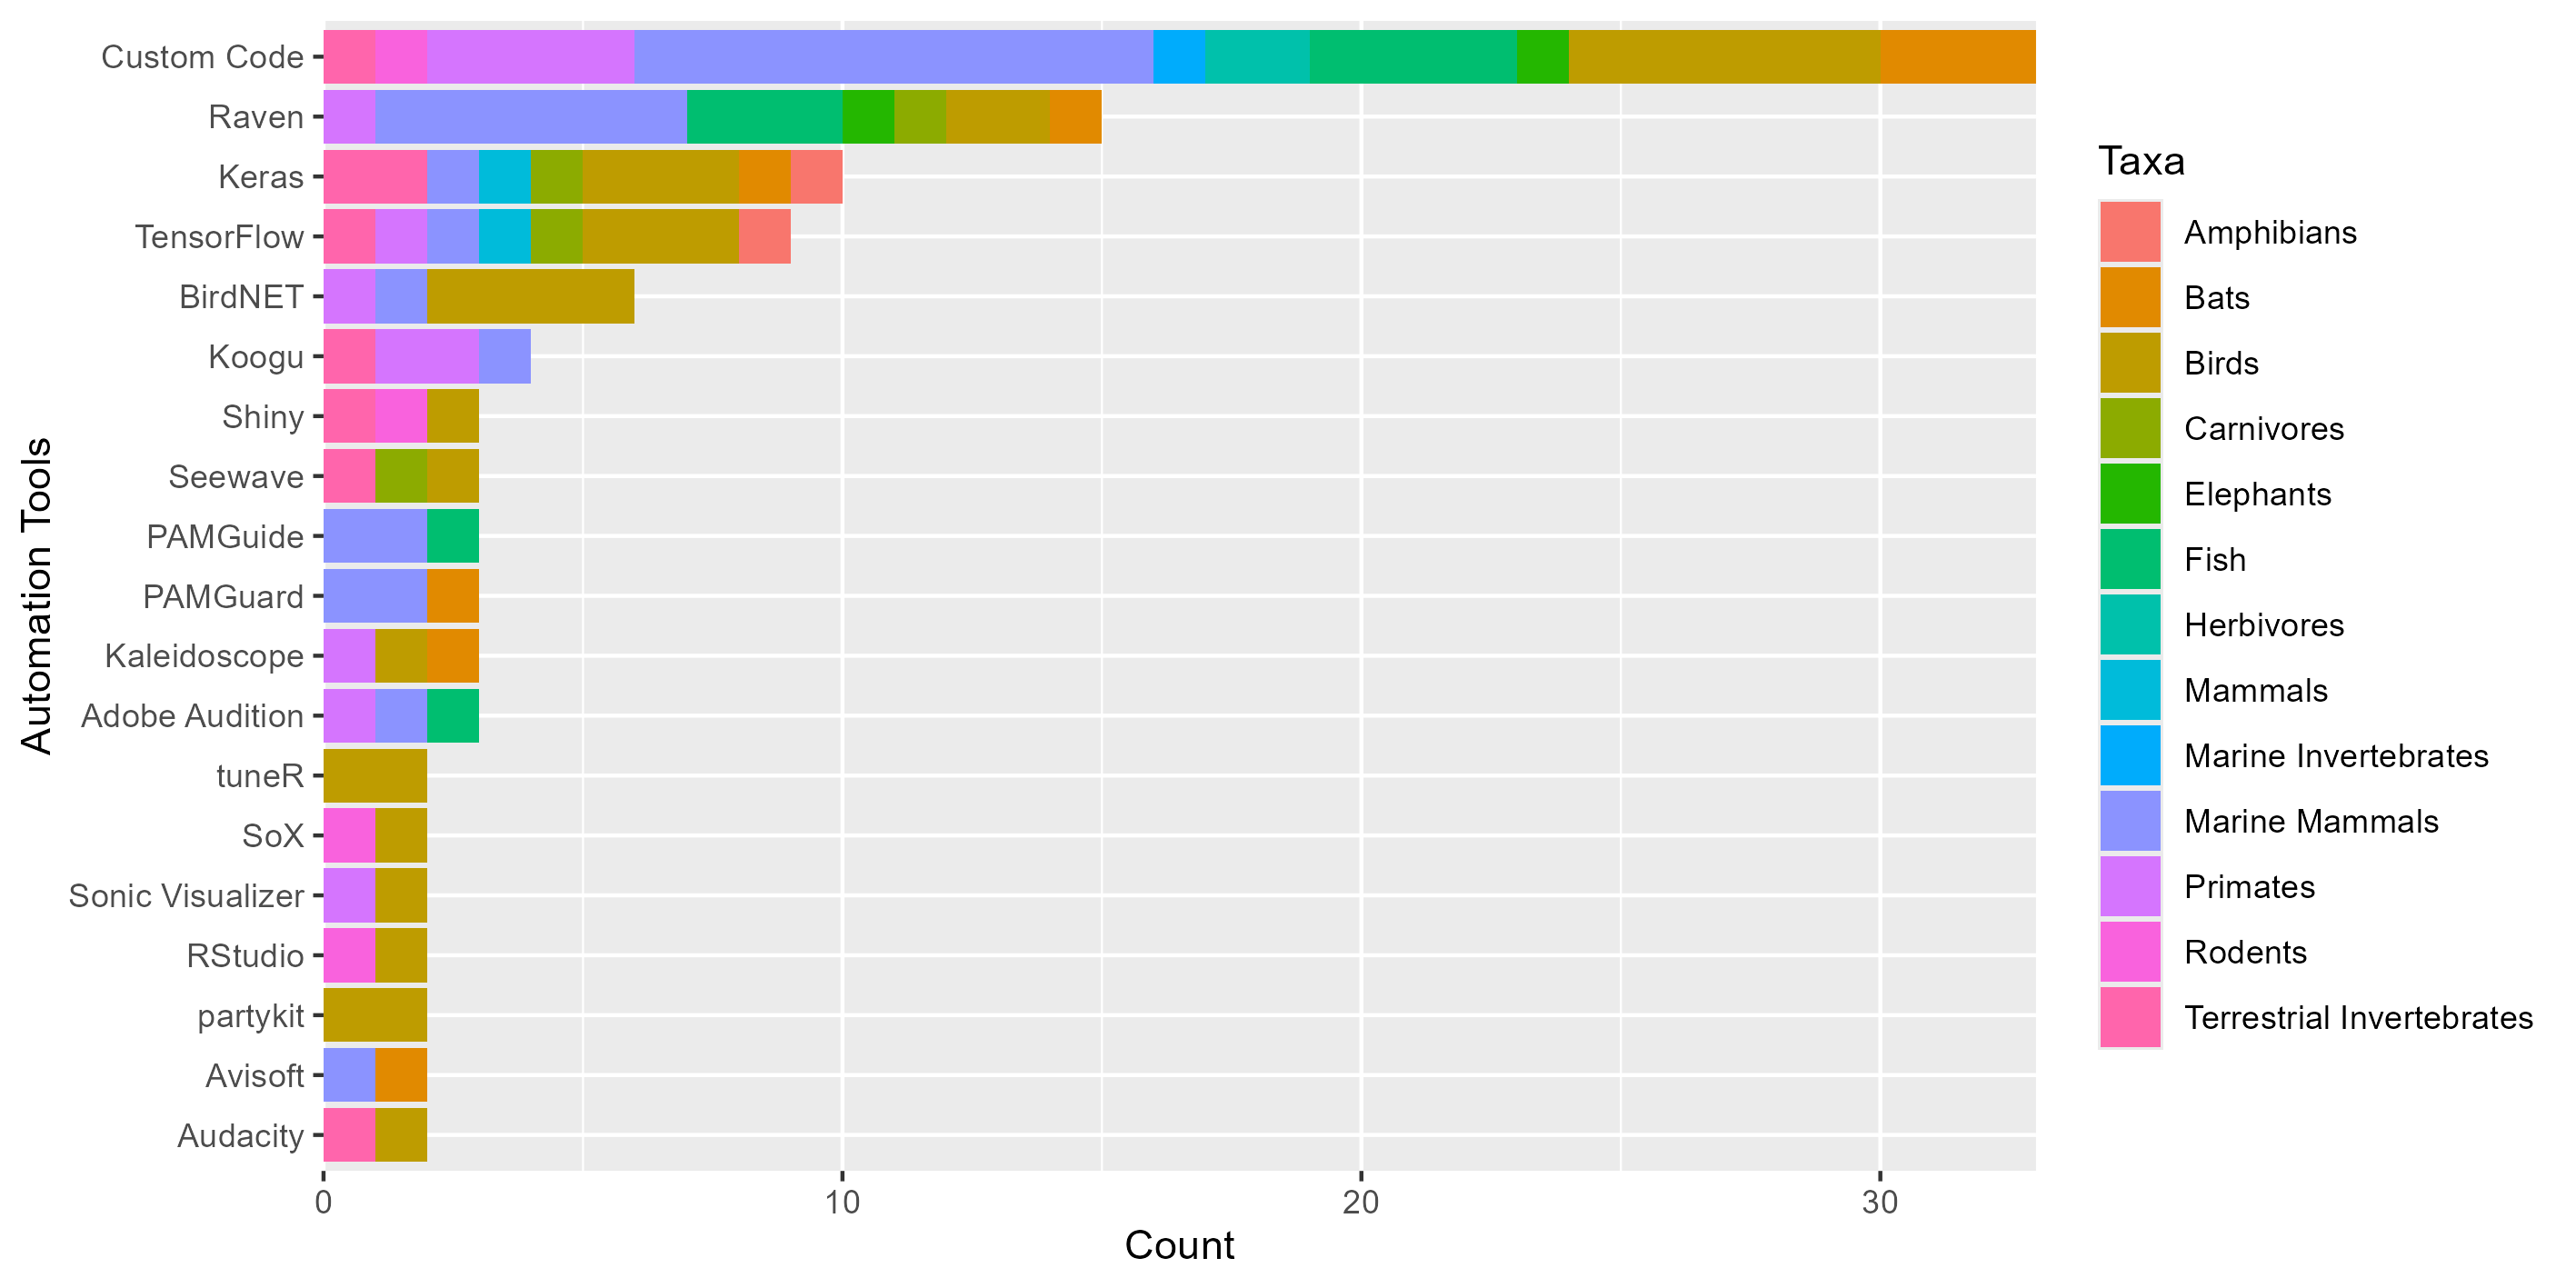 Custom Code
Raven
Keras
TensorFlow
BirdNET
Koogu
Shiny
Seewave
PAMGuide
PAMGuard
Kaleidoscope
Adobe Audition
tuneR
SoX
Sonic Visualizer
RStudio
partykit
Avisoft
Audacity
Automation Tools
0 10 20 30
Count
Taxa
Amphibians
Bats
Birds
Carnivores
Elephants
Fish
Herbivores
Mammals
Marine Invertebrates
Marine Mammals
Primates
Rodents
Terrestrial Invertebrates